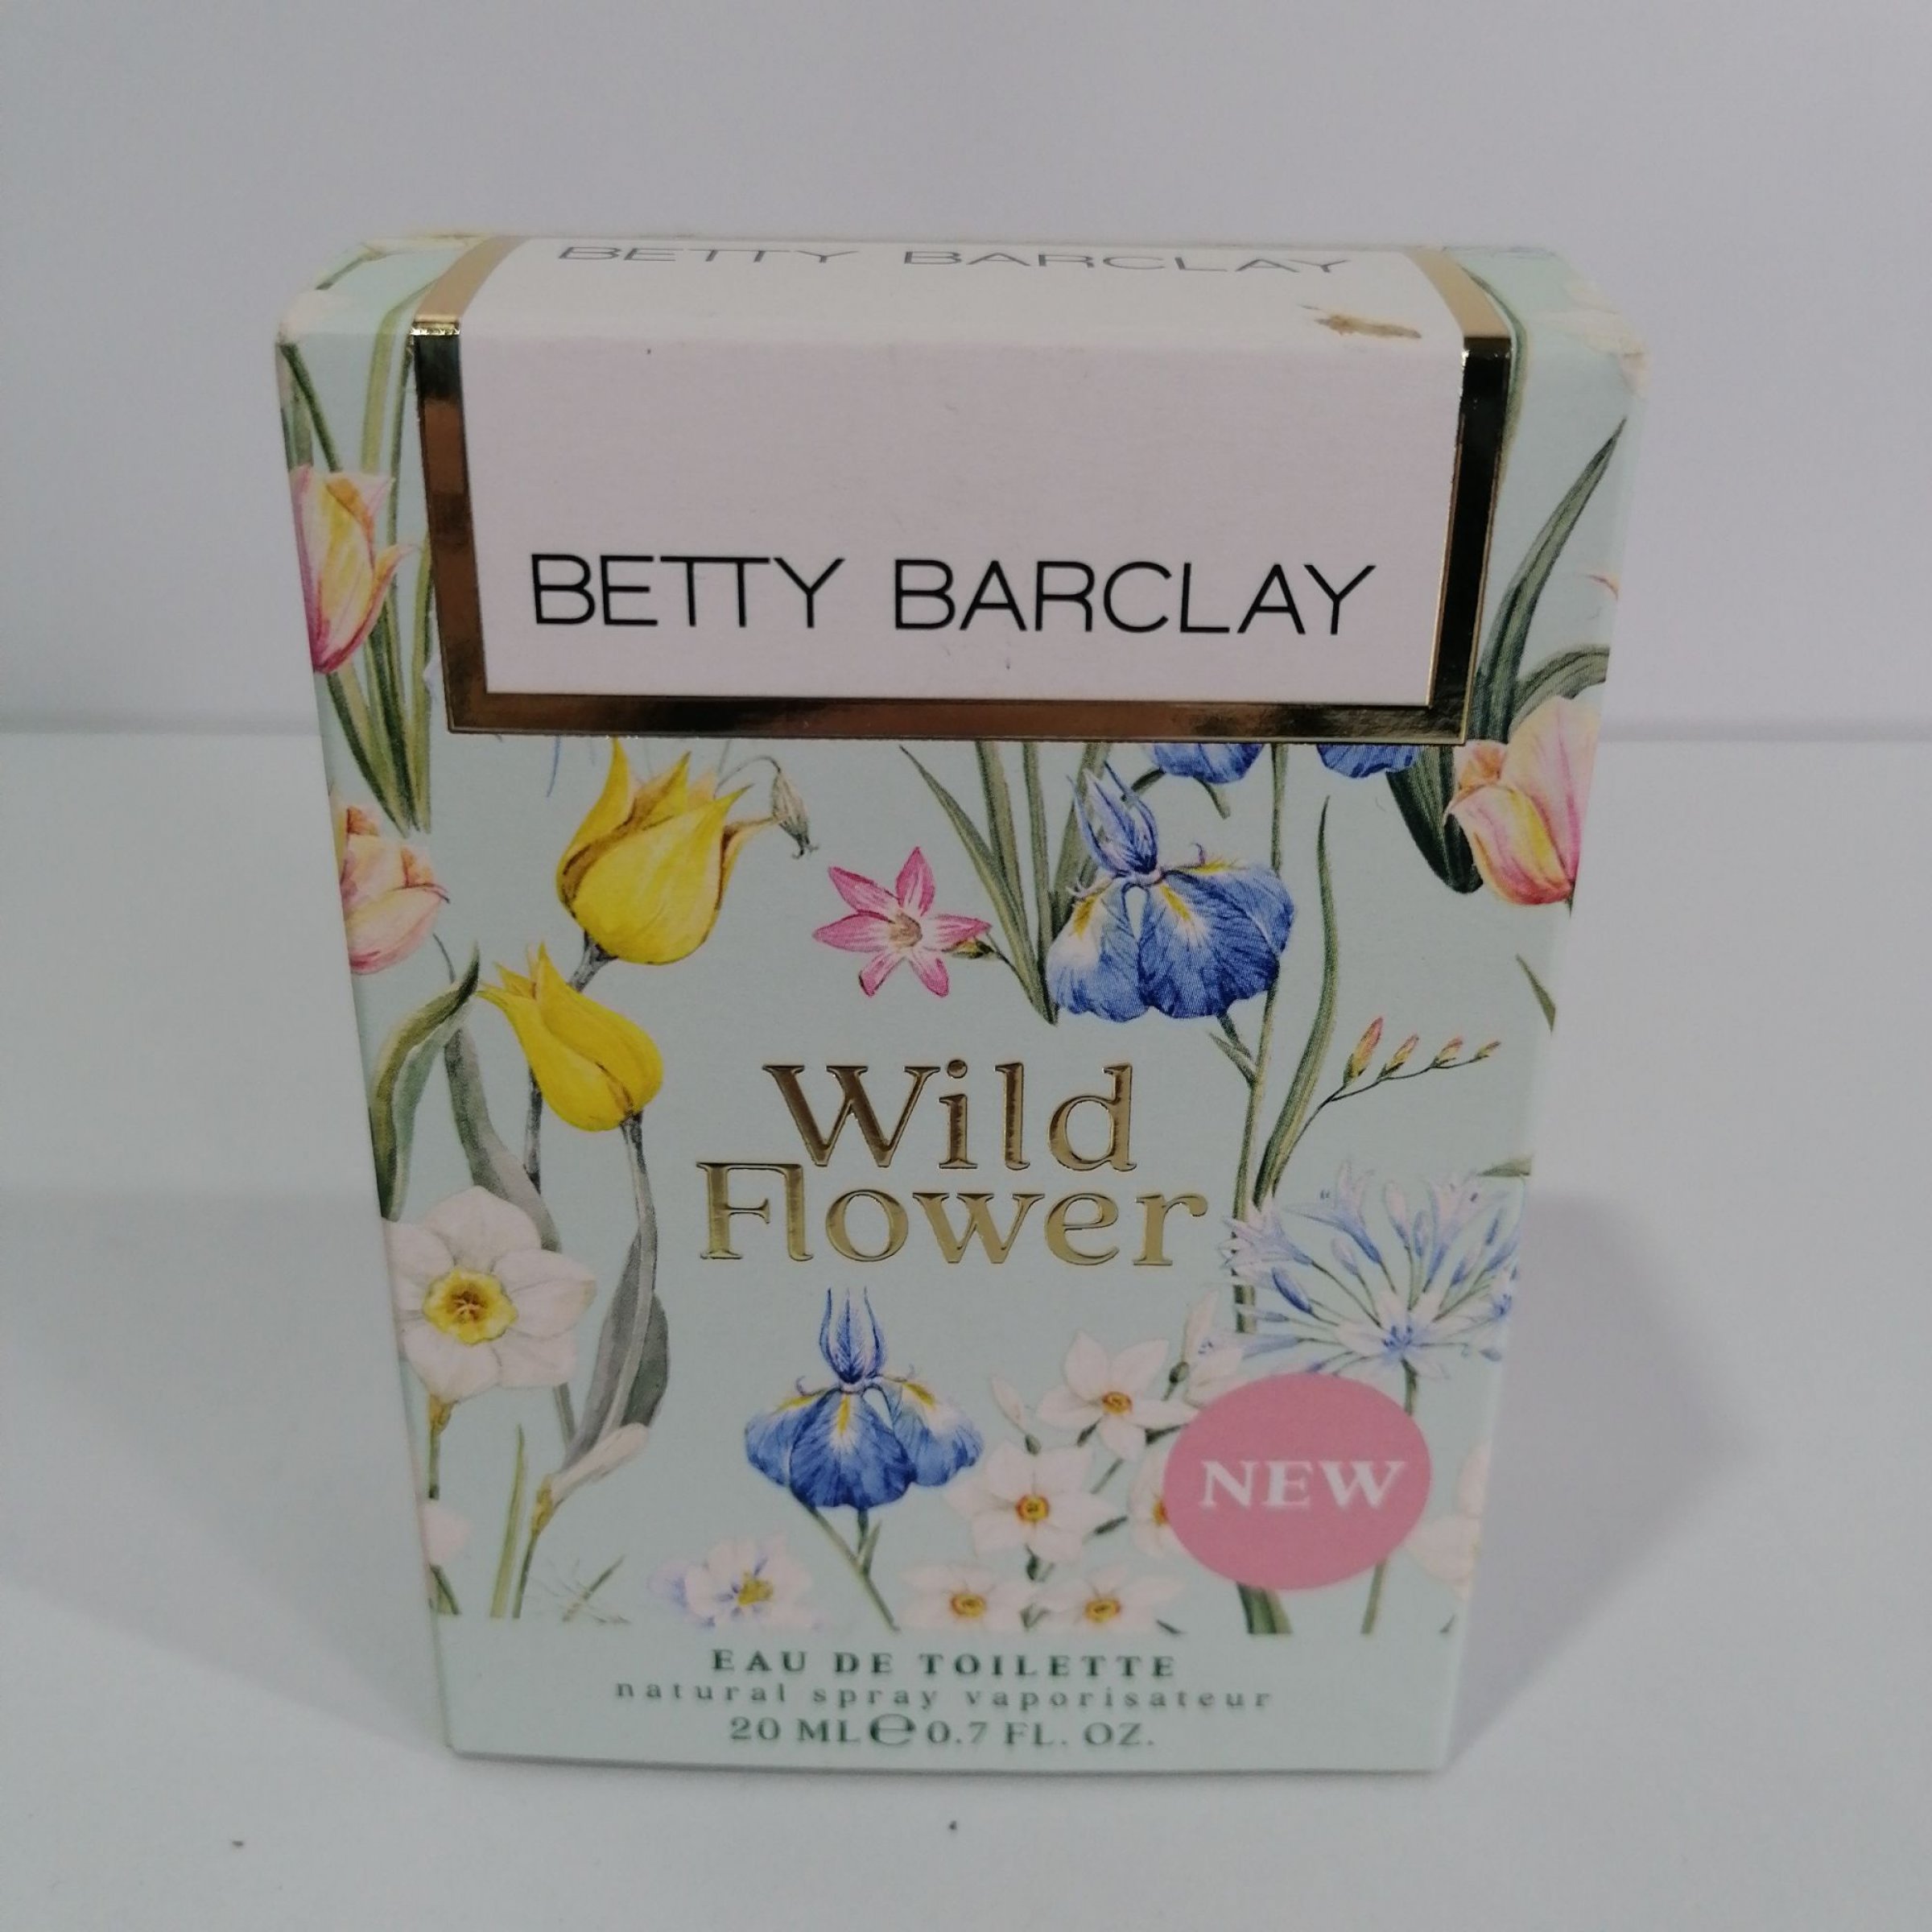 BETTY BARCLAY
BETTY BARCLAY
Wild
Flower
NEW
EAU DE TOILETTE
natural spray vaporisateur
20 ML ℮ 0.7 FL. OZ.